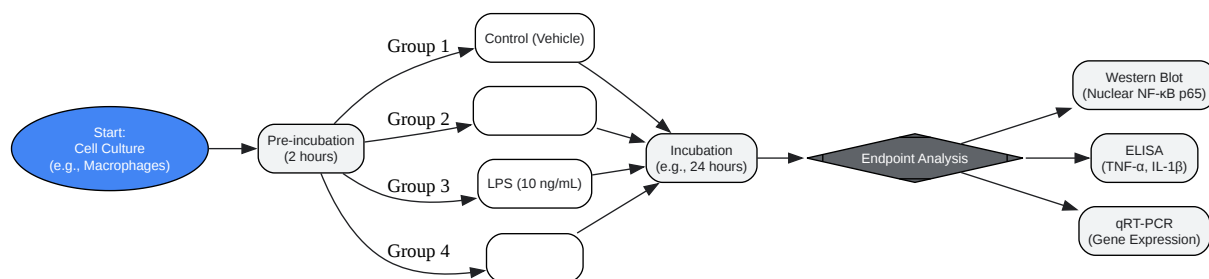 Start:
Cell Culture
(e.g., Macrophages)
Pre-incubation
(2 hours)
Group 1
Control (Vehicle)
Group 2
Group 3
LPS (10 ng/mL)
Group 4
Incubation
(e.g., 24 hours)
Endpoint Analysis
Western Blot
(Nuclear NF-κB p65)
ELISA
(TNF-α, IL-1β)
qRT-PCR
(Gene Expression)